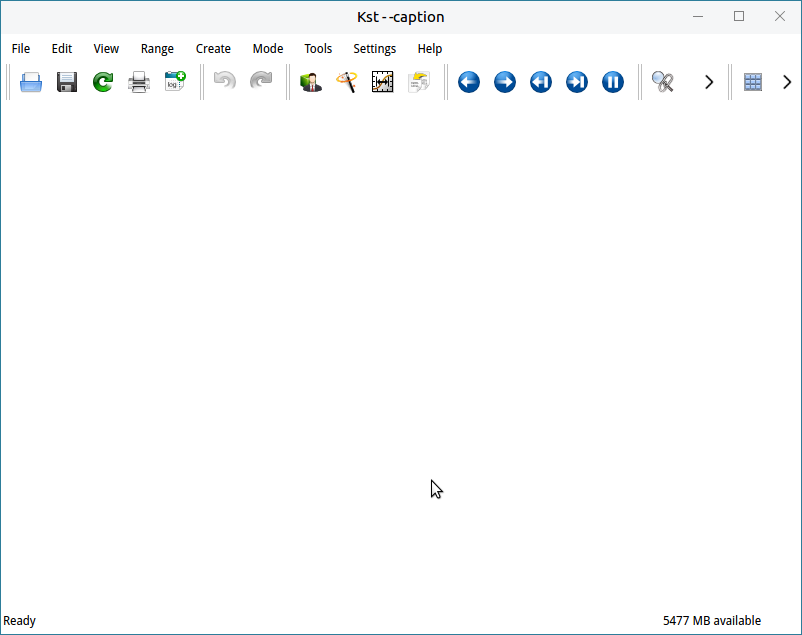 Kst --caption
File Edit View Range Create Mode Tools Settings Help
log
Ready 5477 MB available